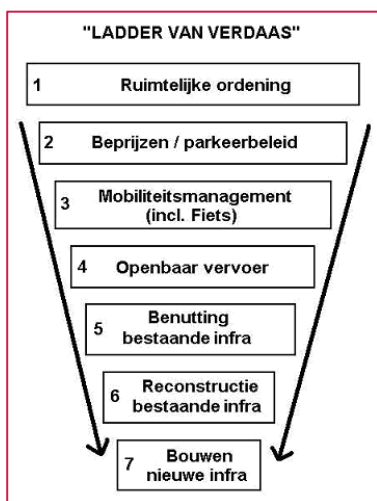 "LADDER VAN VERDAAS"
1 Ruimtelijke ordening
2 Beprijzen / parkeerbeleid
3 Mobiliteitsmanagement
(incl. Fiets)
4 Openbaar vervoer
5 Benutting
bestaande infra
6 Reconstructie
bestaande infra
7 Bouwen
nieuwe infra